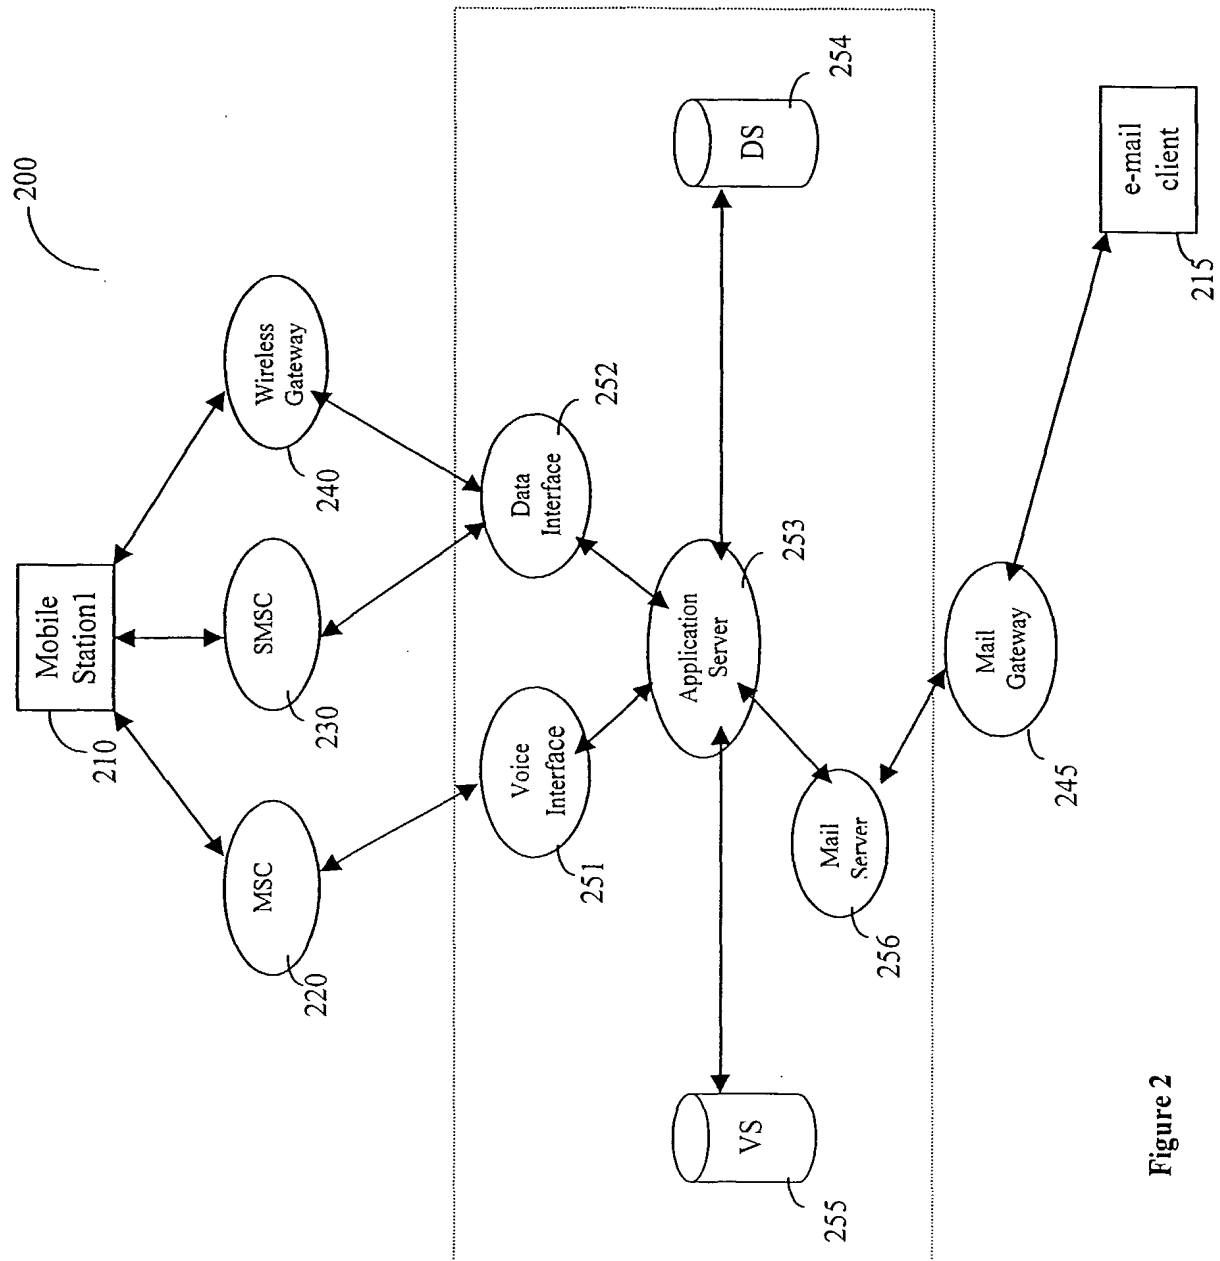 200
Mobile
Station1
210
MSC
220
SMSC
230
Wireless
Gateway
240
Voice
Interface
251
Data
Interface
252
Application
Server
253
VS
255
DS
254
Mail
Server
256
Mail
Gateway
245
e-mail
client
215
Figure 2